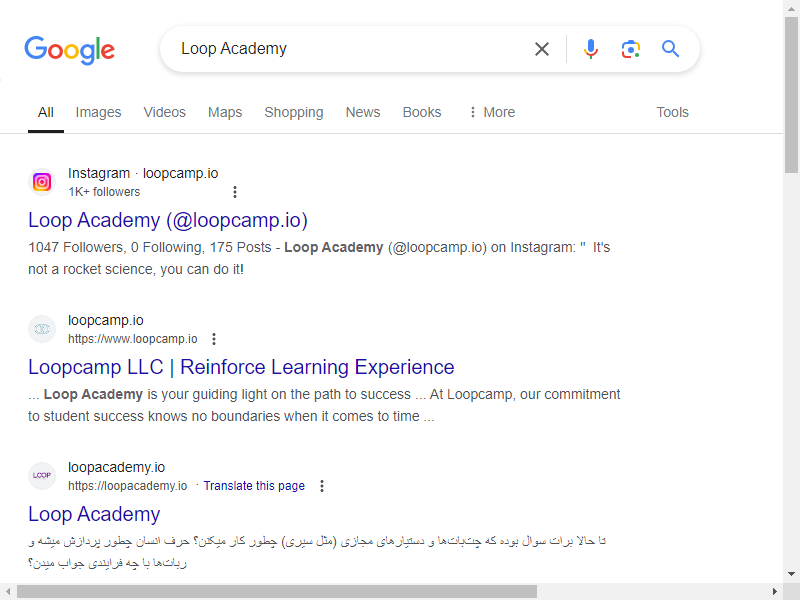 Google
Loop Academy
All Images Videos Maps Shopping News Books More Tools
Instagram · loopcamp.io
1K+ followers
Loop Academy (@loopcamp.io)
1047 Followers, 0 Following, 175 Posts - Loop Academy (@loopcamp.io) on Instagram: " It's
not a rocket science, you can do it!
loopcamp.io
https://www.loopcamp.io
Loopcamp LLC | Reinforce Learning Experience
... Loop Academy is your guiding light on the path to success ... At Loopcamp, our commitment
to student success knows no boundaries when it comes to time ...
LOOP
loopacademy.io
https://loopacademy.io · Translate this page
Loop Academy
تا حالا برات سوال بوده که چت‌بات‌ها و دستیارهای مجازی (مثل سیری) چطور کار میکنن؟ حرف انسان چطور پردازش میشه و
ربات‌ها با چه فرایندی جواب میدن؟